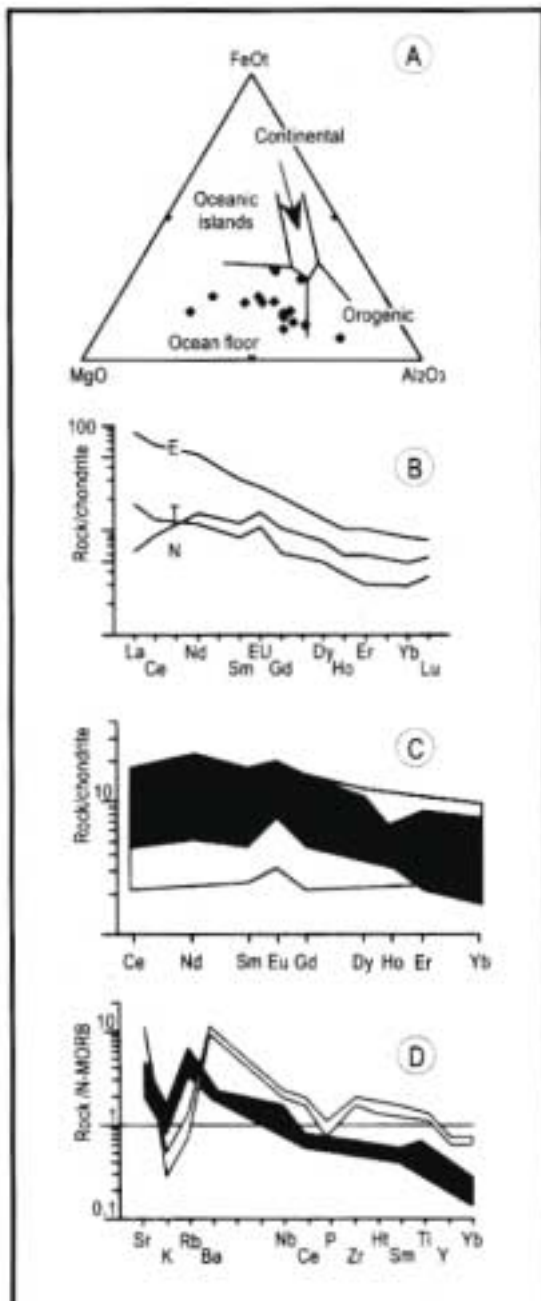 A
FeOt
Continental
Oceanic
islands
Orogenic
Ocean floor
MgO
Al₂O₃
B
100
Rock/chondrite
E
T
N
La Ce Nd Sm EU Gd Dy Ho Er Yb Lu
C
10
Rock/chondrite
Ce Nd Sm Eu Gd Dy Ho Er Yb
D
10
1
0,1
Rock /N-MORB
Sr K Rb Ba Nb Ce P Zr Ht Sm Ti Y Yb